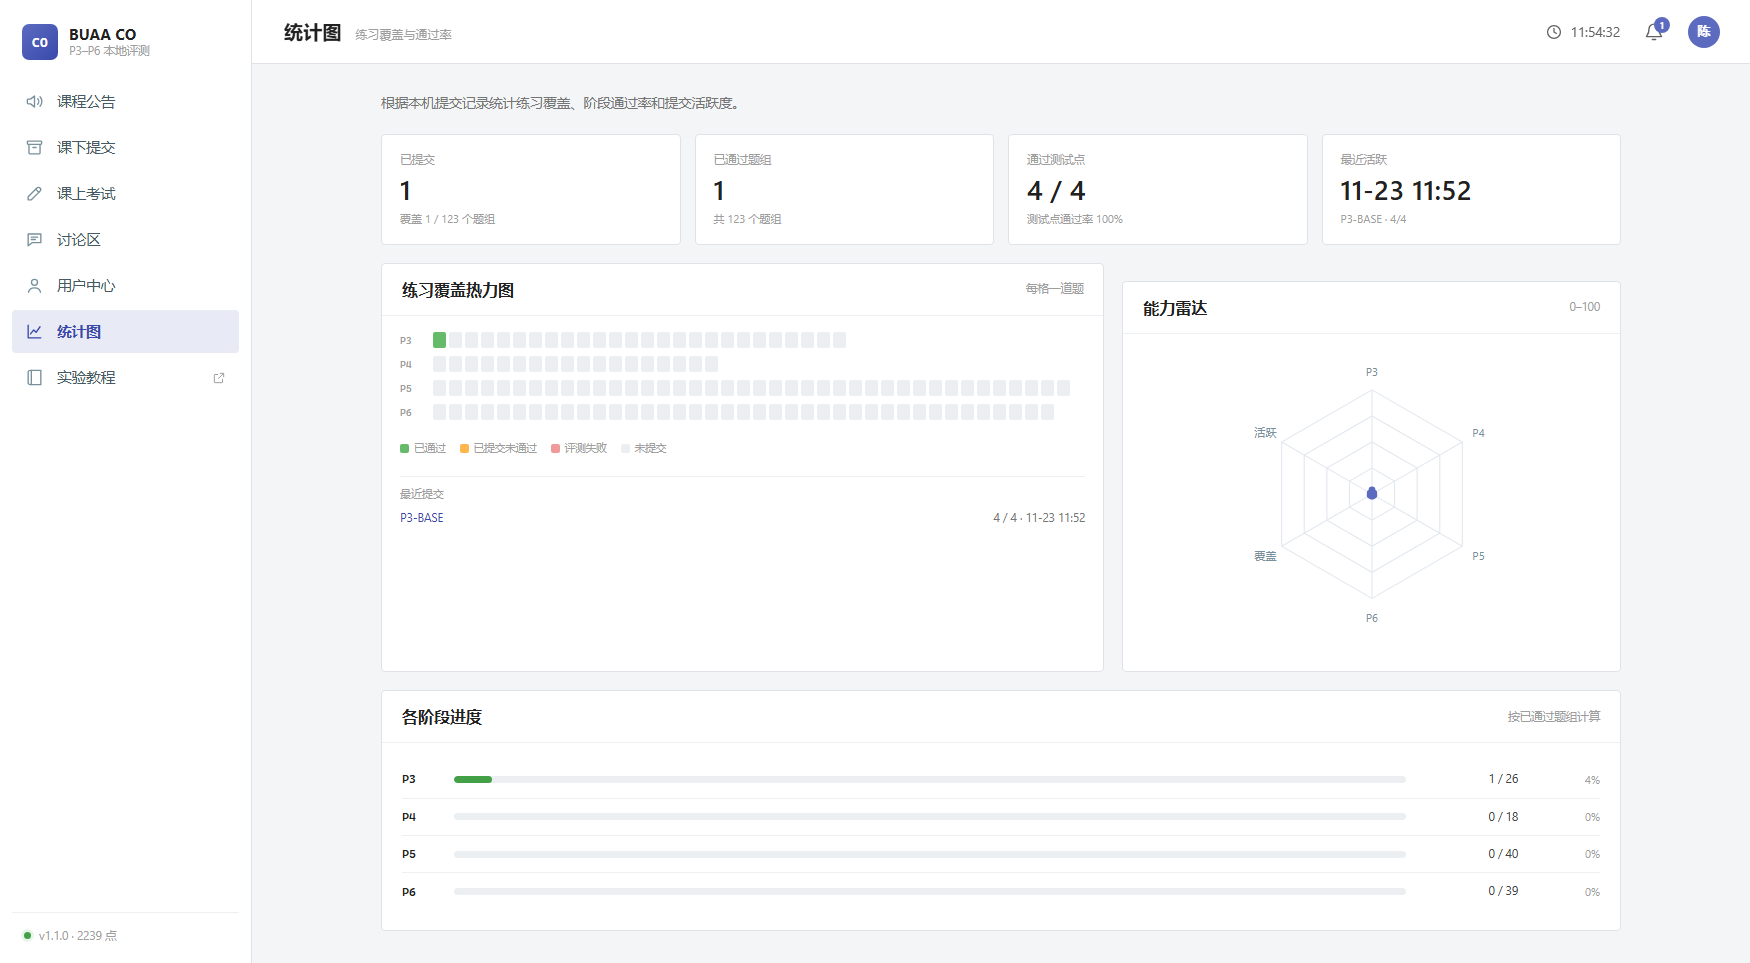 CO
BUAA CO
P3–P6 本地评测
课程公告
课下提交
课上考试
讨论区
用户中心
统计图
实验教程
v1.1.0 · 2239 点
统计图 练习覆盖与通过率
11:54:32
1
陈
根据本机提交记录统计练习覆盖、阶段通过率和提交活跃度。
已提交
1
覆盖 1 / 123 个题组
已通过题组
1
共 123 个题组
通过测试点
4 / 4
测试点通过率 100%
最近活跃
11-23 11:52
P3-BASE · 4/4
练习覆盖热力图 每格一道题
P3
P4
P5
P6
已通过 已提交未通过 评测失败 未提交
最近提交
P3-BASE 4 / 4 · 11-23 11:52
能力雷达 0–100
P3
活跃 P4
覆盖 P5
P6
各阶段进度 按已通过题组计算
P3 1 / 26 4%
P4 0 / 18 0%
P5 0 / 40 0%
P6 0 / 39 0%